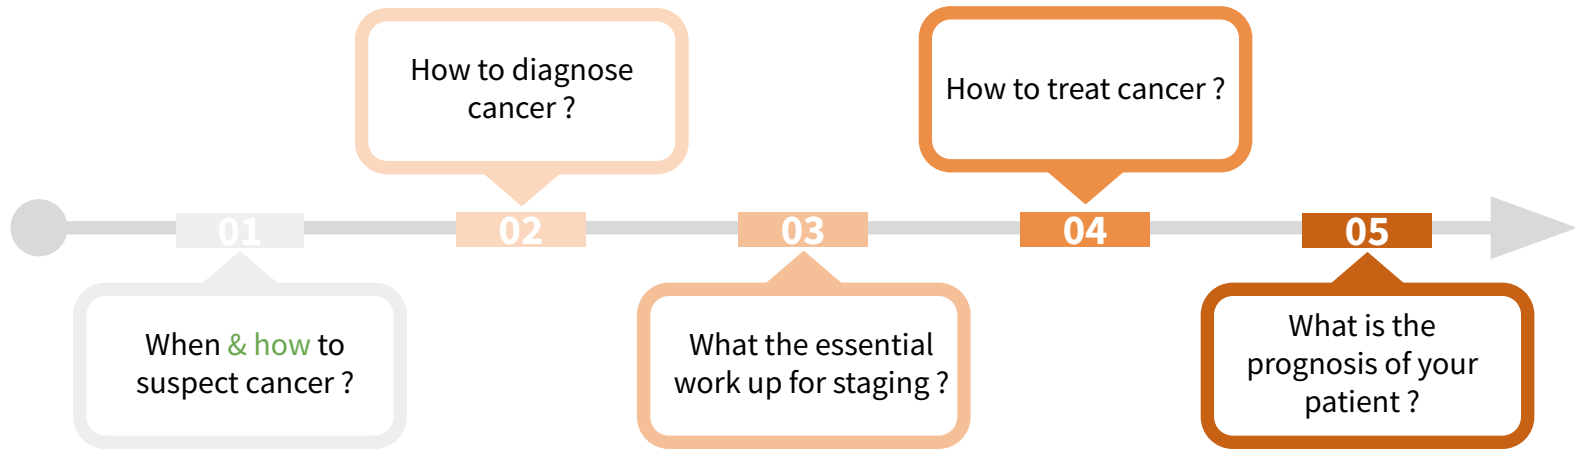 How to diagnose
cancer ?
How to treat cancer ?
01
02
03
04
05
When & how to
suspect cancer ?
What the essential
work up for staging ?
What is the
prognosis of your
patient ?